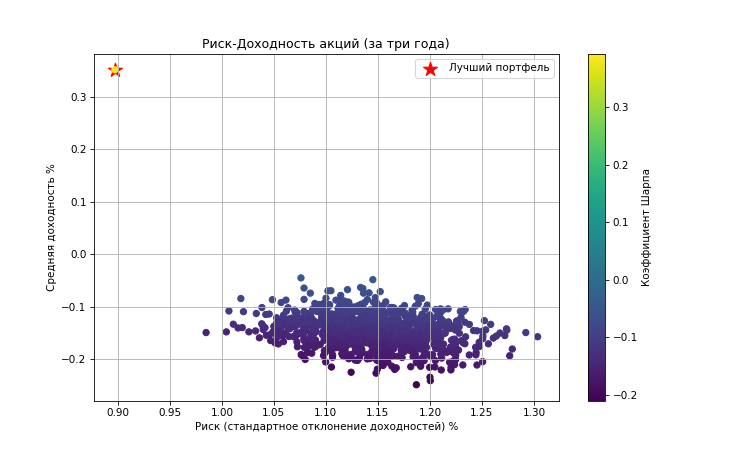 Риск-Доходность акций (за три года)
Лучший портфель
Средняя доходность %
0.3
0.2
0.1
0.0
−0.1
−0.2
0.90 0.95 1.00 1.05 1.10 1.15 1.20 1.25 1.30
Риск (стандартное отклонение доходностей) %
0.3
0.2
0.1
0.0
−0.1
−0.2
Коэффициент Шарпа